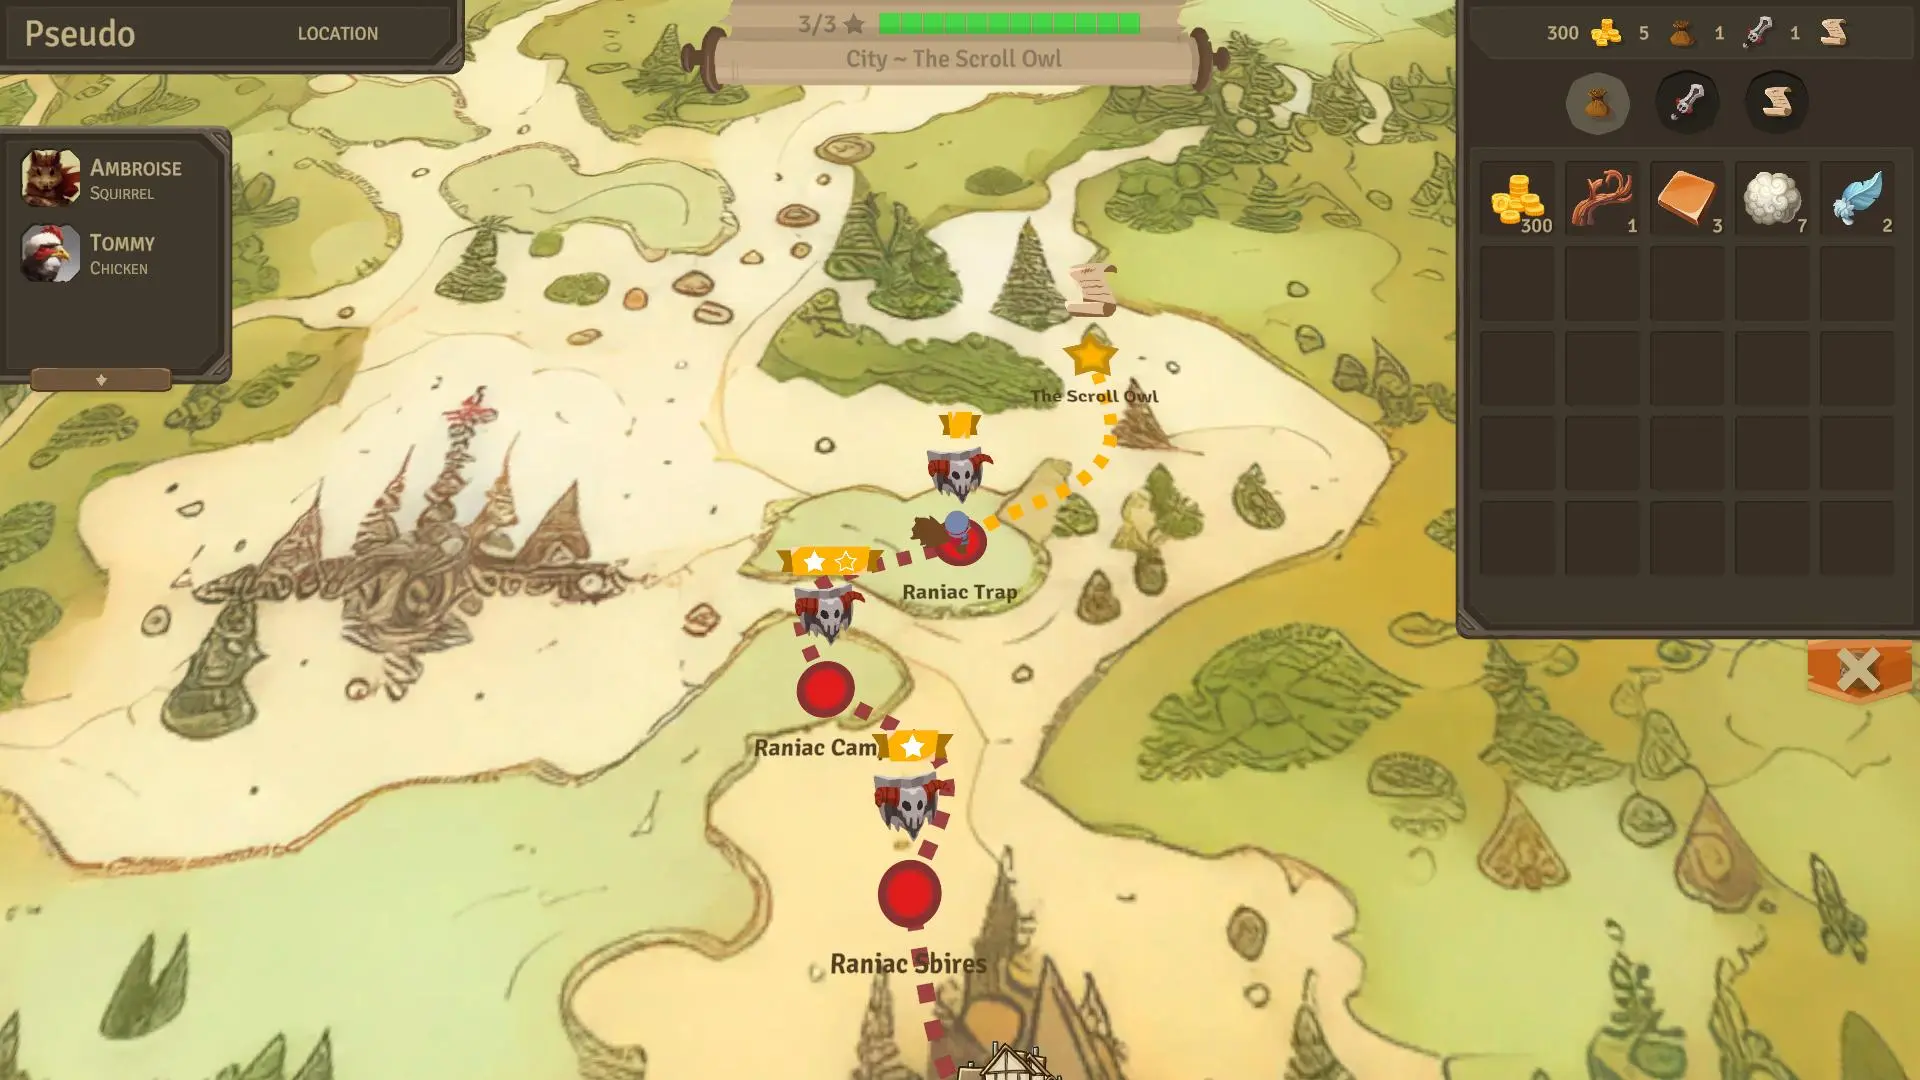 Pseudo
LOCATION
3/3
City ~ The Scroll Owl
300
5
1
1
AMBROISE
SQUIRREL
TOMMY
CHICKEN
300
1
3
7
2
The Scroll Owl
Raniac Trap
Raniac Cam
Raniac Sbires